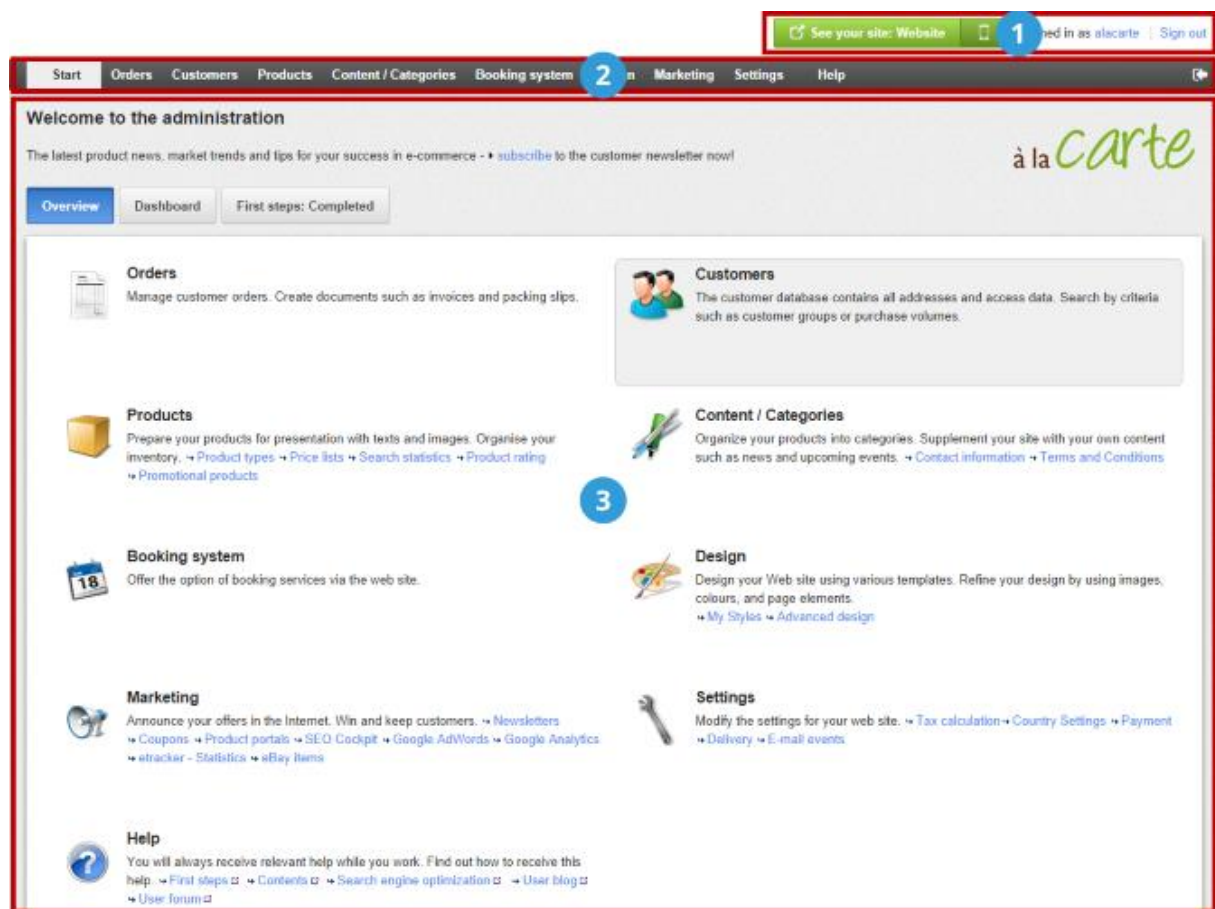 See your site: Website
1
ned in as alacarte | Sign out
Start Orders Customers Products Content / Categories Booking system 2 n Marketing Settings Help
Welcome to the administration
The latest product news, market trends and tips for your success in e-commerce - subscribe to the customer newsletter now!
à la carte
Overview Dashboard First steps: Completed
Orders
Manage customer orders. Create documents such as invoices and packing slips.
Customers
The customer database contains all addresses and access data. Search by criteria
such as customer groups or purchase volumes.
Products
Prepare your products for presentation with texts and images. Organise your
inventory. Product types Price lists Search statistics Product rating
Promotional products
Content / Categories
Organize your products into categories. Supplement your site with your own content
such as news and upcoming events. Contact information Terms and Conditions
3
18
Booking system
Offer the option of booking services via the web site.
Design
Design your Web site using various templates. Refine your design by using images,
colours, and page elements.
My Styles Advanced design
Marketing
Announce your offers in the Internet. Win and keep customers. Newsletters
Coupons Product portals SEO Cockpit Google AdWords Google Analytics
etracker - Statistics eBay items
Settings
Modify the settings for your web site. Tax calculation Country Settings Payment
Delivery E-mail events
?
Help
You will always receive relevant help while you work. Find out how to receive this
help. First steps Contents Search engine optimization User blog
User forum